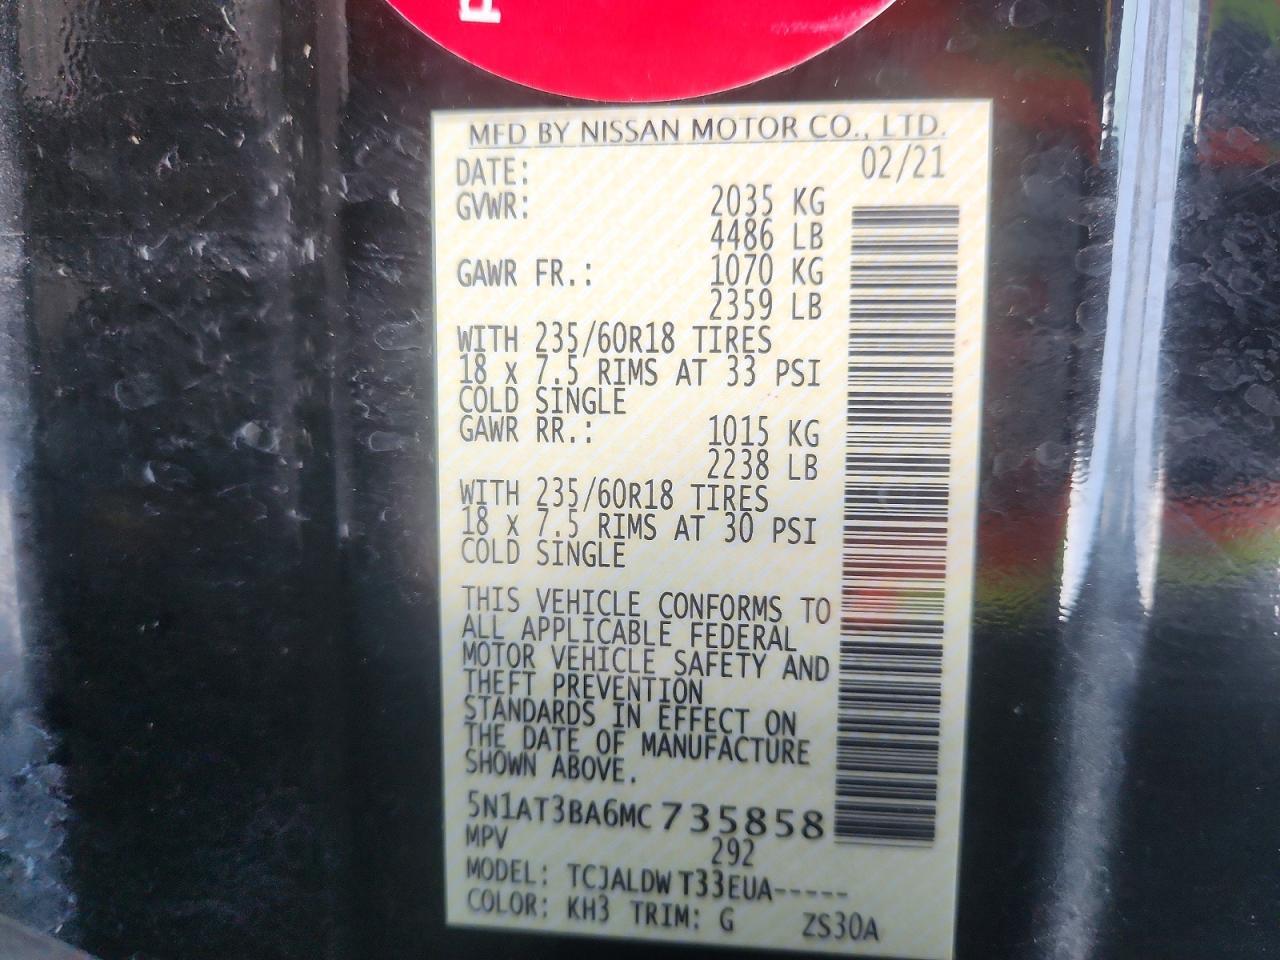 MFD BY NISSAN MOTOR CO., LTD.
DATE: 02/21
GVWR: 2035 KG
4486 LB
GAWR FR.: 1070 KG
2359 LB
WITH 235/60R18 TIRES
18 x 7.5 RIMS AT 33 PSI
COLD SINGLE
GAWR RR.: 1015 KG
2238 LB
WITH 235/60R18 TIRES
18 x 7.5 RIMS AT 30 PSI
COLD SINGLE
THIS VEHICLE CONFORMS TO
ALL APPLICABLE FEDERAL
MOTOR VEHICLE SAFETY AND
THEFT PREVENTION
STANDARDS IN EFFECT ON
THE DATE OF MANUFACTURE
SHOWN ABOVE.
5N1AT3BA6MC735858
MPV 292
MODEL: TCJALDW T33EUA-----
COLOR: KH3 TRIM: G ZS30A